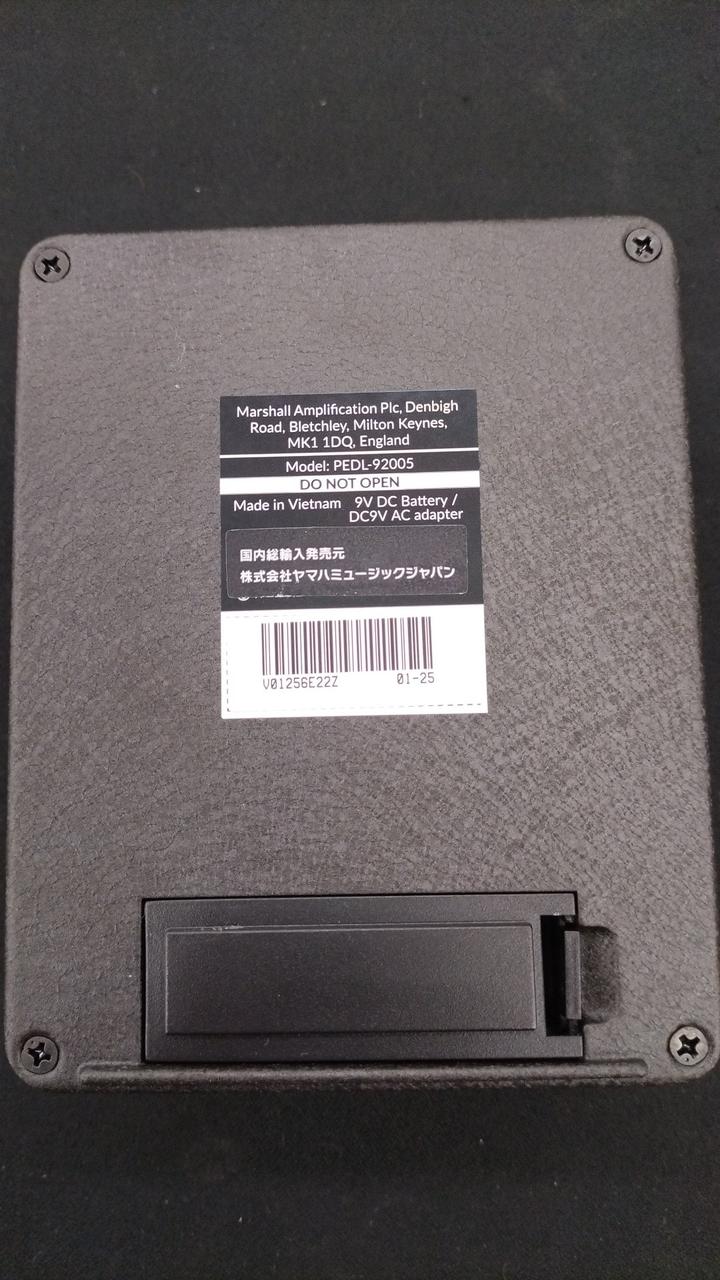 Marshall Amplification Plc, Denbigh
Road, Bletchley, Milton Keynes,
MK1 1DQ, England
Model: PEDL-92005
DO NOT OPEN
Made in Vietnam 9V DC Battery /
DC9V AC adapter
国内総輸入発売元
株式会社ヤマハミュージックジャパン
V01256E22Z 01-25